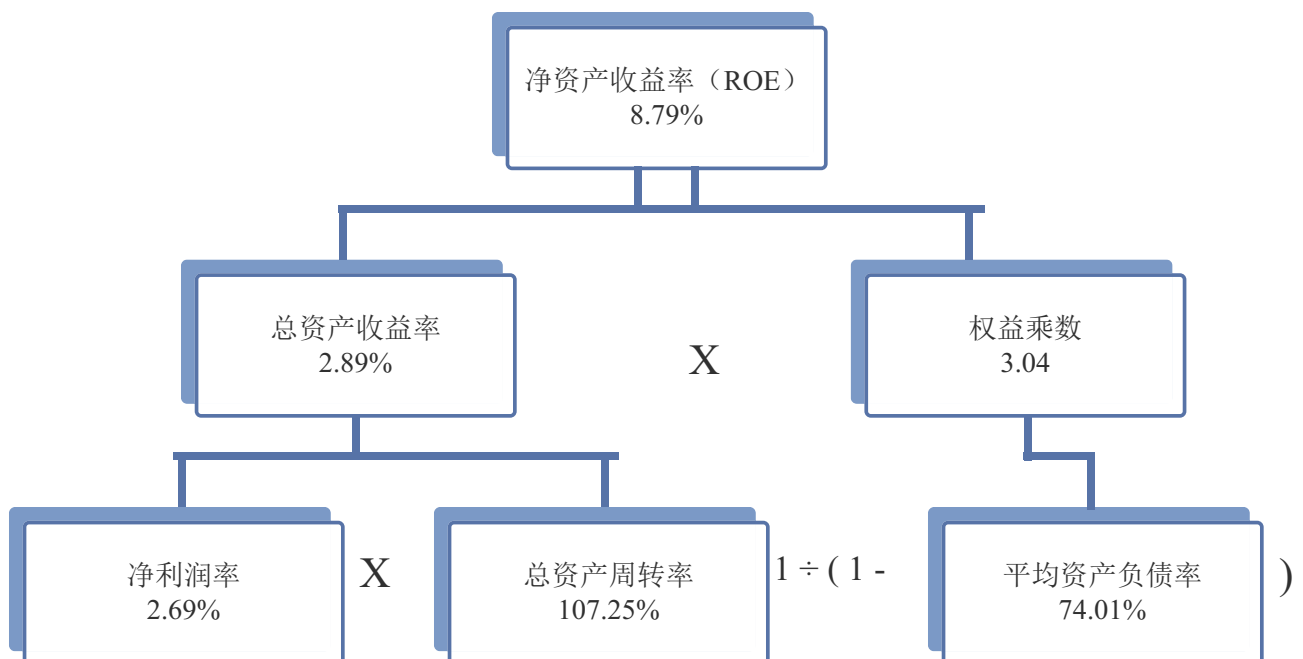 净资产收益率（ROE）
8.79%
总资产收益率
2.89%
X
权益乘数
3.04
净利润率
2.69%
X
总资产周转率
107.25%
1 ÷ ( 1 -
平均资产负债率
74.01%
)